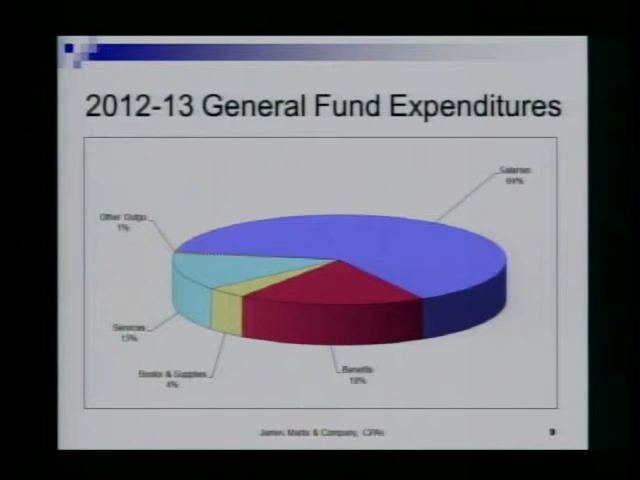 2012-13 General Fund Expenditures
Salaries
64%
Other Outgo
1%
Services
13%
Books & Supplies
4%
Benefits
18%
James Marta & Company, CPAs
9